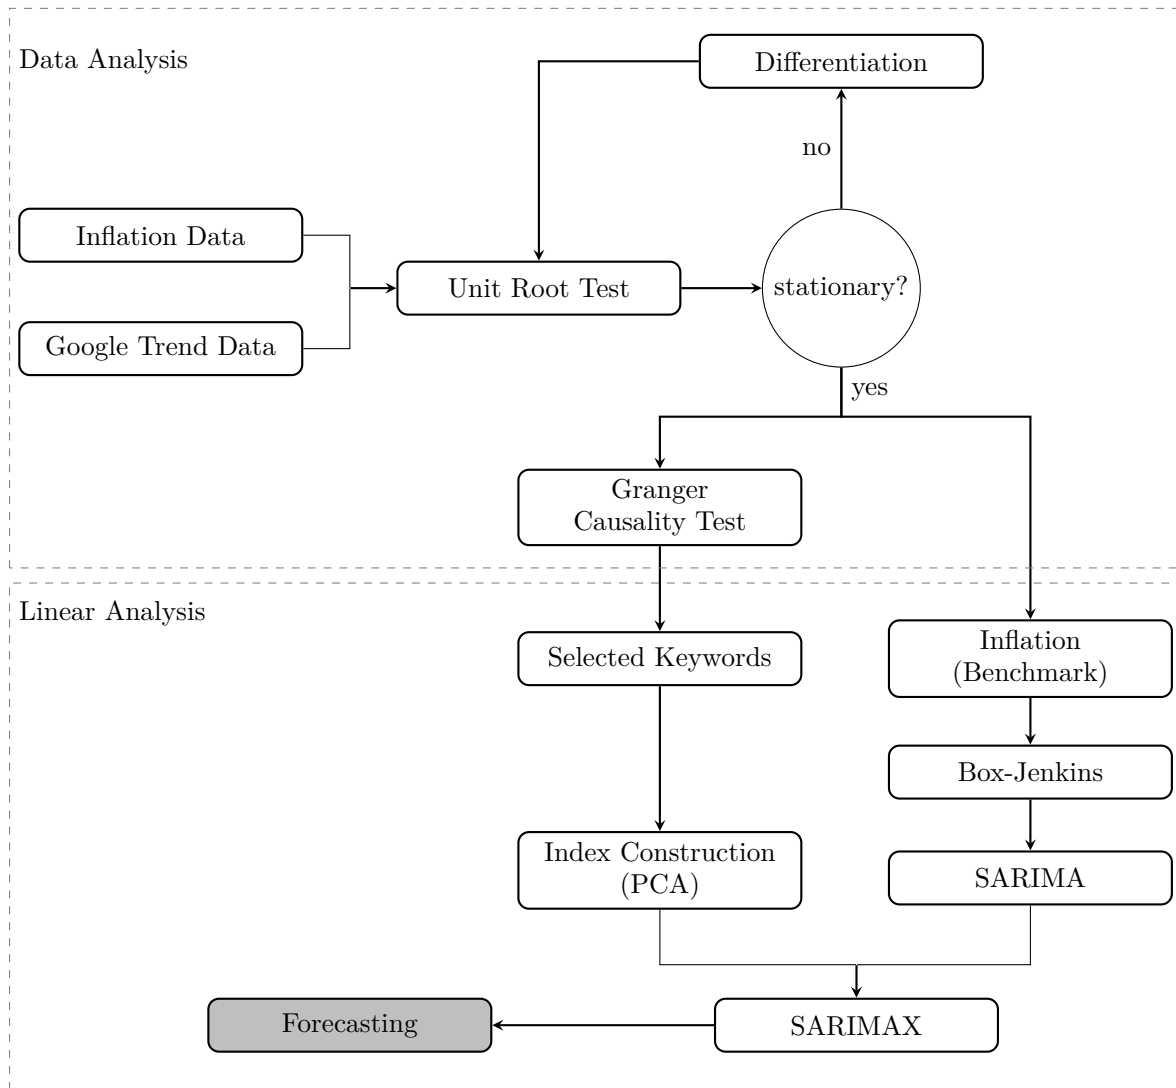 Data Analysis
Differentiation
no
Inflation Data
Unit Root Test
stationary?
Google Trend Data
yes
Granger
Causality Test
Linear Analysis
Selected Keywords
Inflation
(Benchmark)
Box-Jenkins
Index Construction
(PCA)
SARIMA
Forecasting
SARIMAX